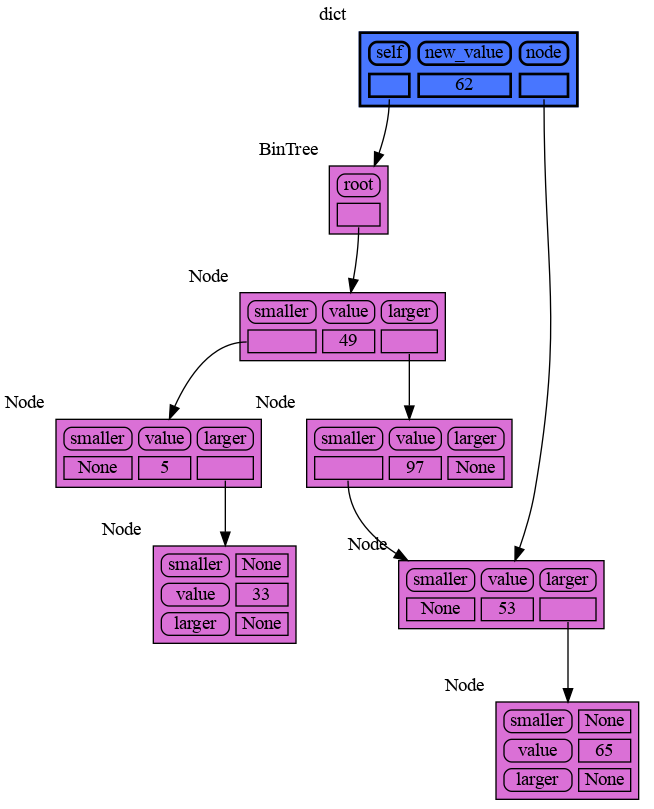 dict
self new_value node
62
BinTree
root
Node
smaller value larger
49
Node
smaller value larger
None 5
Node
smaller value larger
97 None
Node
smaller None
value 33
larger None
Node
smaller value larger
None 53
Node
smaller None
value 65
larger None